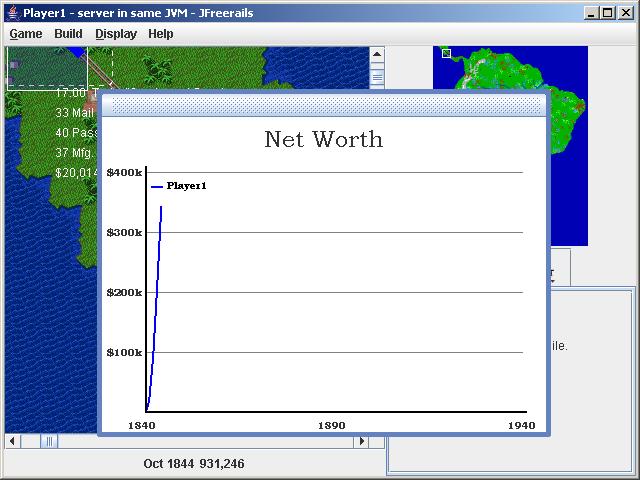 Player1 - server in same JVM - JFreerails
Game Build Display Help
17:00
33 Mail
40 Pass
37 Mfg.
$20,014
Net Worth
$400k
Player1
$300k
$200k
$100k
1840 1890 1940
ile.
Oct 1844 931,246